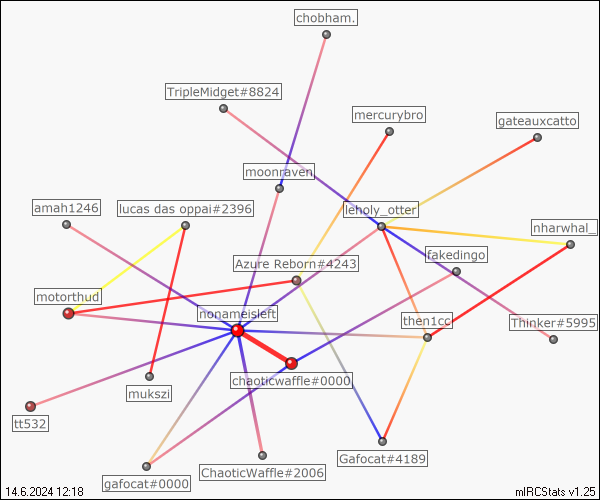 chobham.
TripleMidget#8824
mercurybro
gateauxcatto
moonraven
amah1246
lucas das oppai#2396
leholy_otter
nharwhal_
Azure Reborn#4243
fakedingo
motorthud
nonameisleft
then1cc
Thinker#5995
chaoticwaffle#0000
mukszi
tt532
Gafocat#4189
ChaoticWaffle#2006
gafocat#0000
14.6.2024 12:18
mIRCStats v1.25